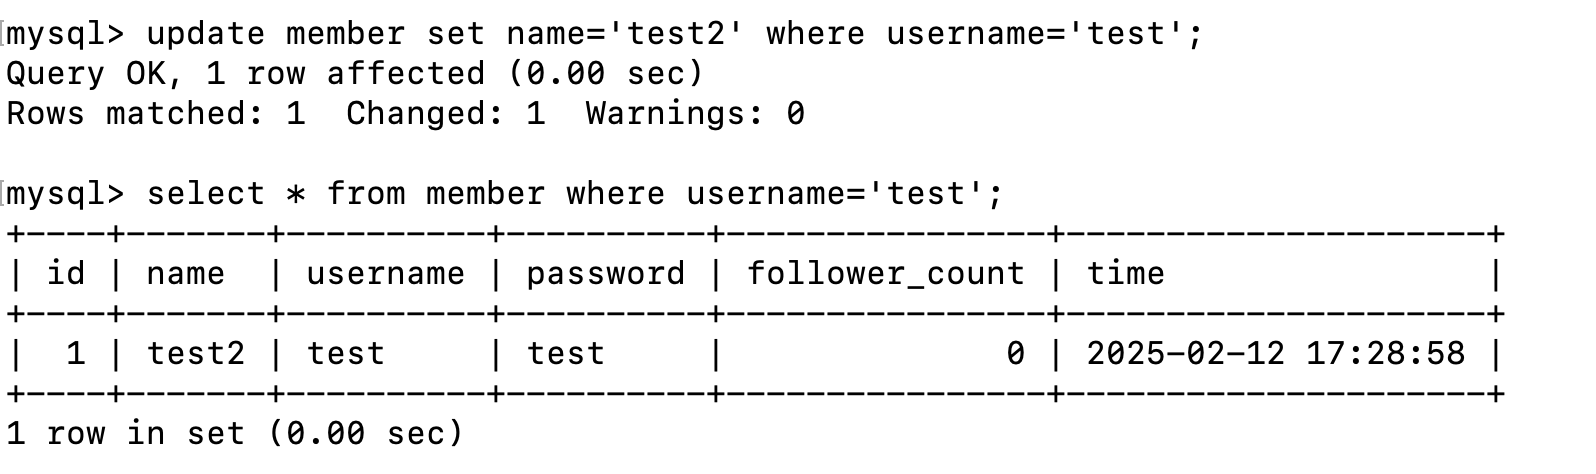 mysql> update member set name='test2' where username='test';
Query OK, 1 row affected (0.00 sec)
Rows matched: 1  Changed: 1  Warnings: 0

mysql> select * from member where username='test';
+----+-------+----------+----------+----------------+---------------------+
| id | name  | username | password | follower_count | time                |
+----+-------+----------+----------+----------------+---------------------+
|  1 | test2 | test     | test     |              0 | 2025-02-12 17:28:58 |
+----+-------+----------+----------+----------------+---------------------+
1 row in set (0.00 sec)